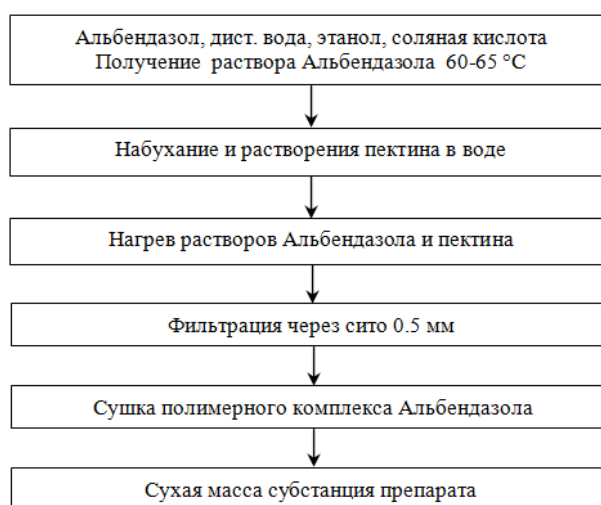 Альбендазол, дист. вода, этанол, соляная кислота
Получение раствора Альбендазола 60-65 °C
Набухание и растворения пектина в воде
Нагрев растворов Альбендазола и пектина
Фильтрация через сито 0.5 мм
Сушка полимерного комплекса Альбендазола
Сухая масса субстанция препарата